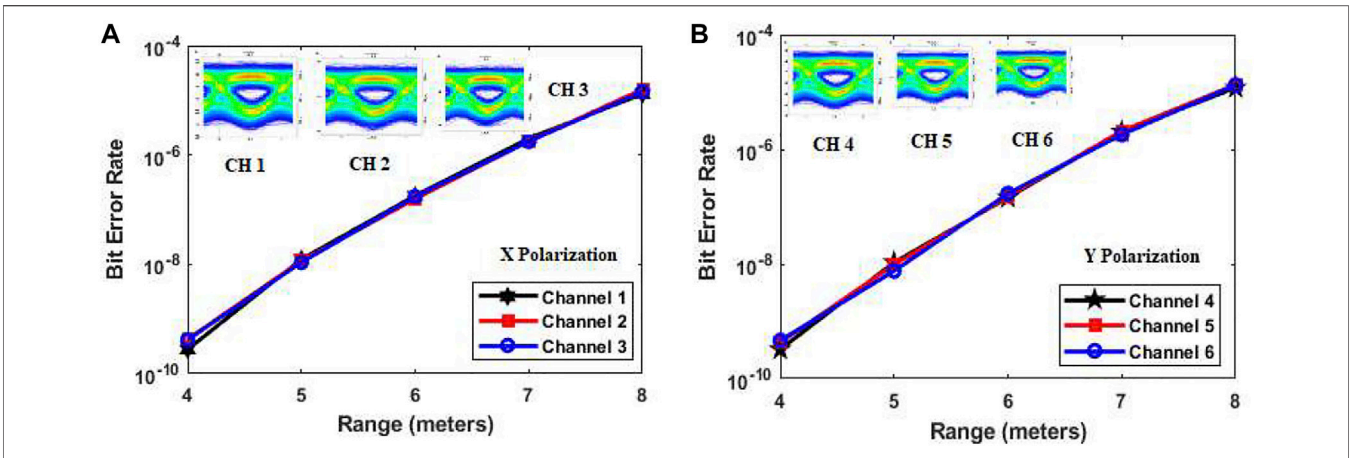 A
10-4
10-6
10-8
10-10
Bit Error Rate
CH 1
CH 2
CH 3
X Polarization
Channel 1
Channel 2
Channel 3
4 5 6 7 8
Range (meters)
B
10-4
10-6
10-8
10-10
Bit Error Rate
CH 4
CH 5
CH 6
Y Polarization
Channel 4
Channel 5
Channel 6
4 5 6 7 8
Range (meters)